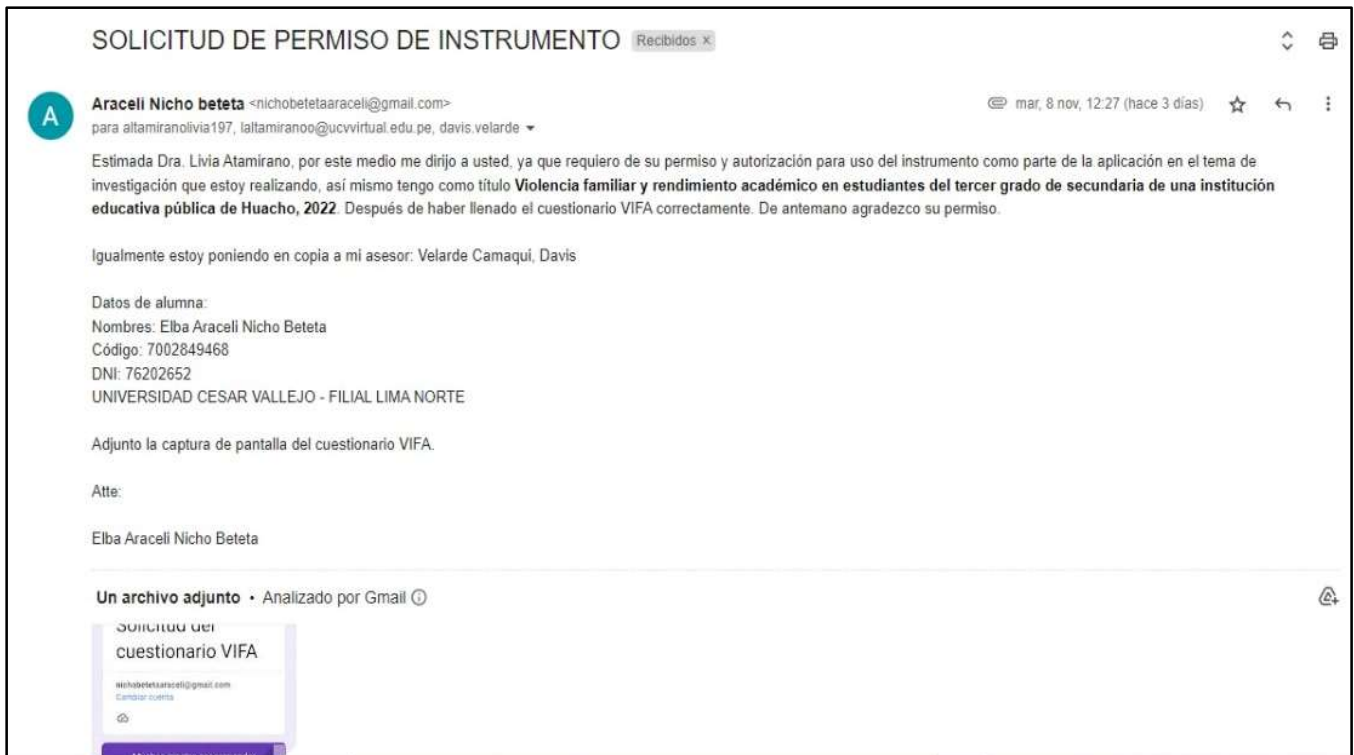 SOLICITUD DE PERMISO DE INSTRUMENTO Recibidos x
A
Araceli Nicho beteta <nichobetetaaraceli@gmail.com> mar, 8 nov, 12:27 (hace 3 días)
para altamiranolivia197, laltamiranoo@ucvvirtual.edu.pe, davis.velarde
Estimada Dra. Livia Atamirano, por este medio me dirijo a usted, ya que requiero de su permiso y autorización para uso del instrumento como parte de la aplicación en el tema de
investigación que estoy realizando, así mismo tengo como título Violencia familiar y rendimiento académico en estudiantes del tercer grado de secundaria de una institución
educativa pública de Huacho, 2022. Después de haber llenado el cuestionario VIFA correctamente. De antemano agradezco su permiso.
Igualmente estoy poniendo en copia a mi asesor: Velarde Camaqui, Davis
Datos de alumna:
Nombres: Elba Araceli Nicho Beteta
Código: 7002849468
DNI: 76202652
UNIVERSIDAD CESAR VALLEJO - FILIAL LIMA NORTE
Adjunto la captura de pantalla del cuestionario VIFA.
Atte:
Elba Araceli Nicho Beteta
Un archivo adjunto • Analizado por Gmail
Solicitud del
cuestionario VIFA
nichobetetaaraceli@gmail.com
Cambiar cuenta